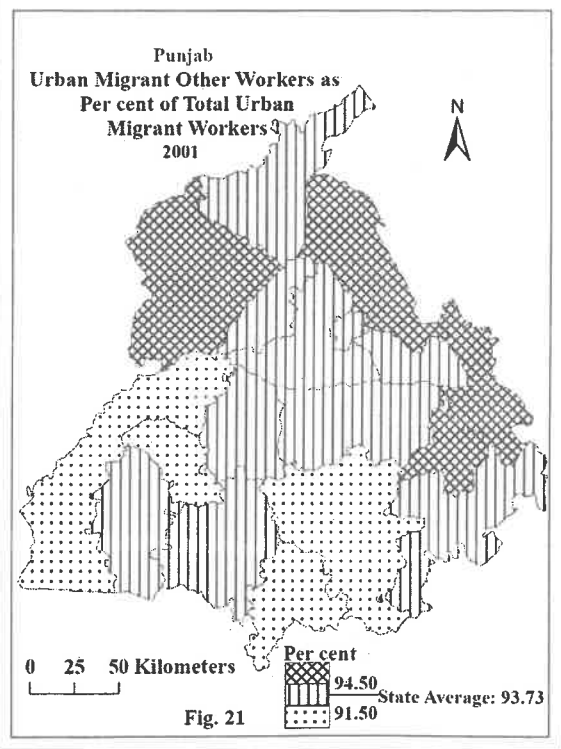 Punjab
Urban Migrant Other Workers as
Per cent of Total Urban
Migrant Workers
2001
N
0 25 50 Kilometers
Per cent
94.50
State Average: 93.73
91.50
Fig. 21